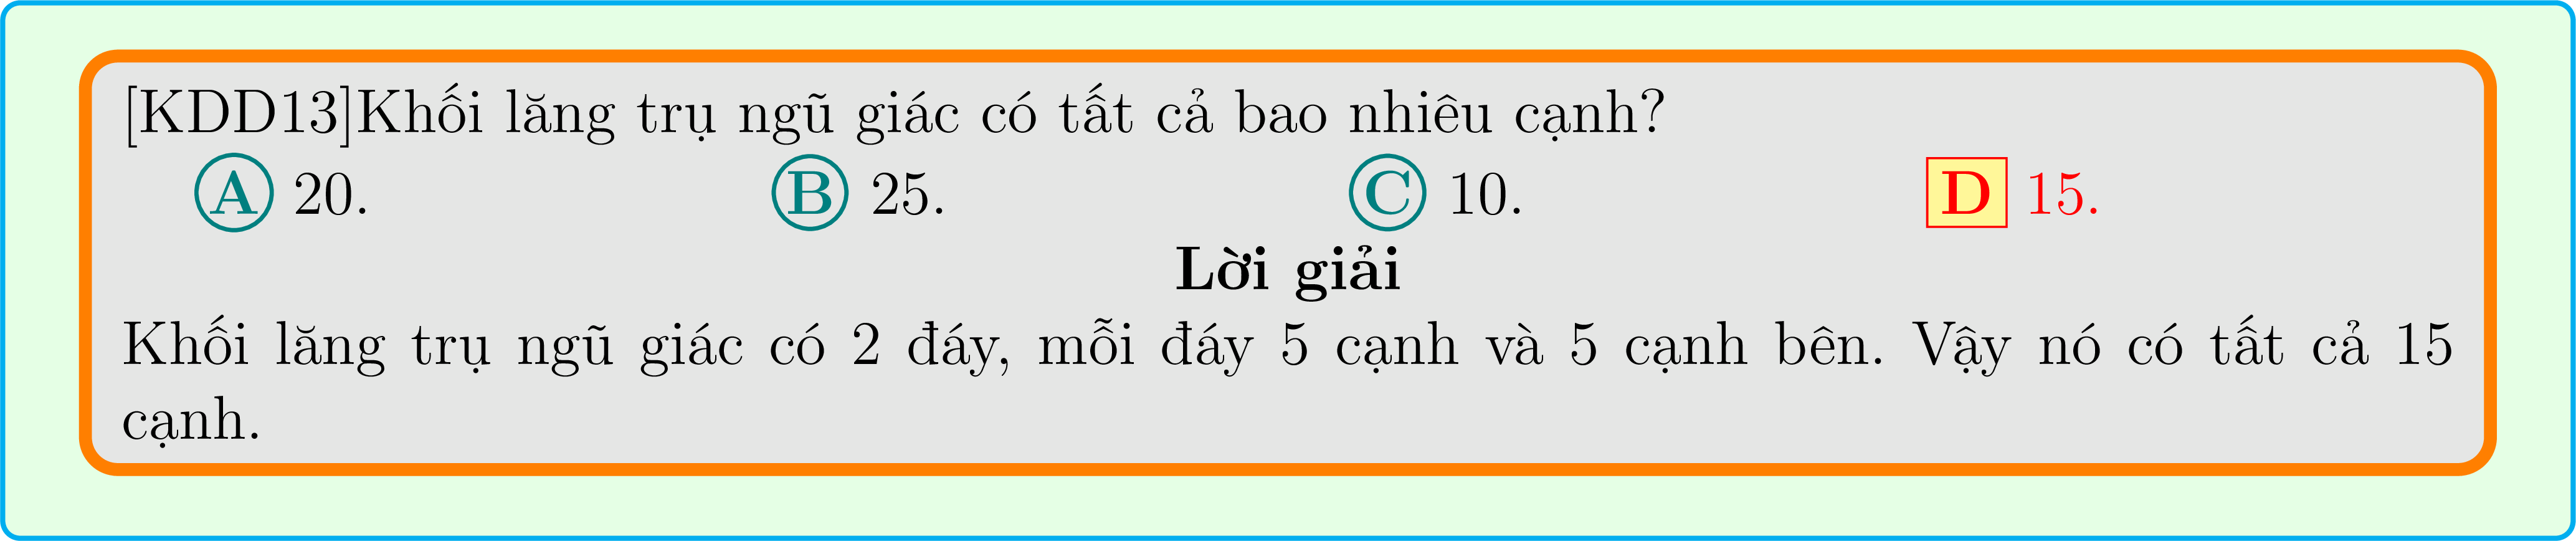 [KDD13]Khối lăng trụ ngũ giác có tất cả bao nhiêu cạnh?
A 20. B 25. C 10. D 15.
Lời giải
Khối lăng trụ ngũ giác có 2 đáy, mỗi đáy 5 cạnh và 5 cạnh bên. Vậy nó có tất cả 15
cạnh.